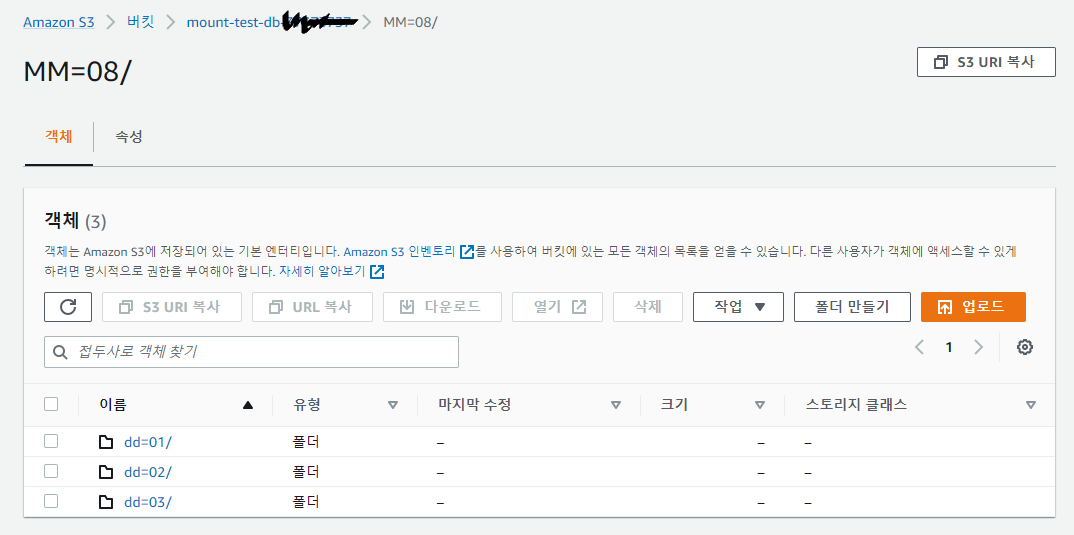 Amazon S3 > 버킷 > mount-test-db- > MM=08/
MM=08/
S3 URI 복사
객체 속성
객체 (3)
객체는 Amazon S3에 저장되어 있는 기본 엔터티입니다. Amazon S3 인벤토리 를 사용하여 버킷에 있는 모든 객체의 목록을 얻을 수 있습니다. 다른 사용자가 객체에 액세스할 수 있게
하려면 명시적으로 권한을 부여해야 합니다. 자세히 알아보기
S3 URI 복사 URL 복사 다운로드 열기 삭제 작업 폴더 만들기 업로드
접두사로 객체 찾기
1
이름 유형 마지막 수정 크기 스토리지 클래스
dd=01/ 폴더 – – –
dd=02/ 폴더 – – –
dd=03/ 폴더 – – –